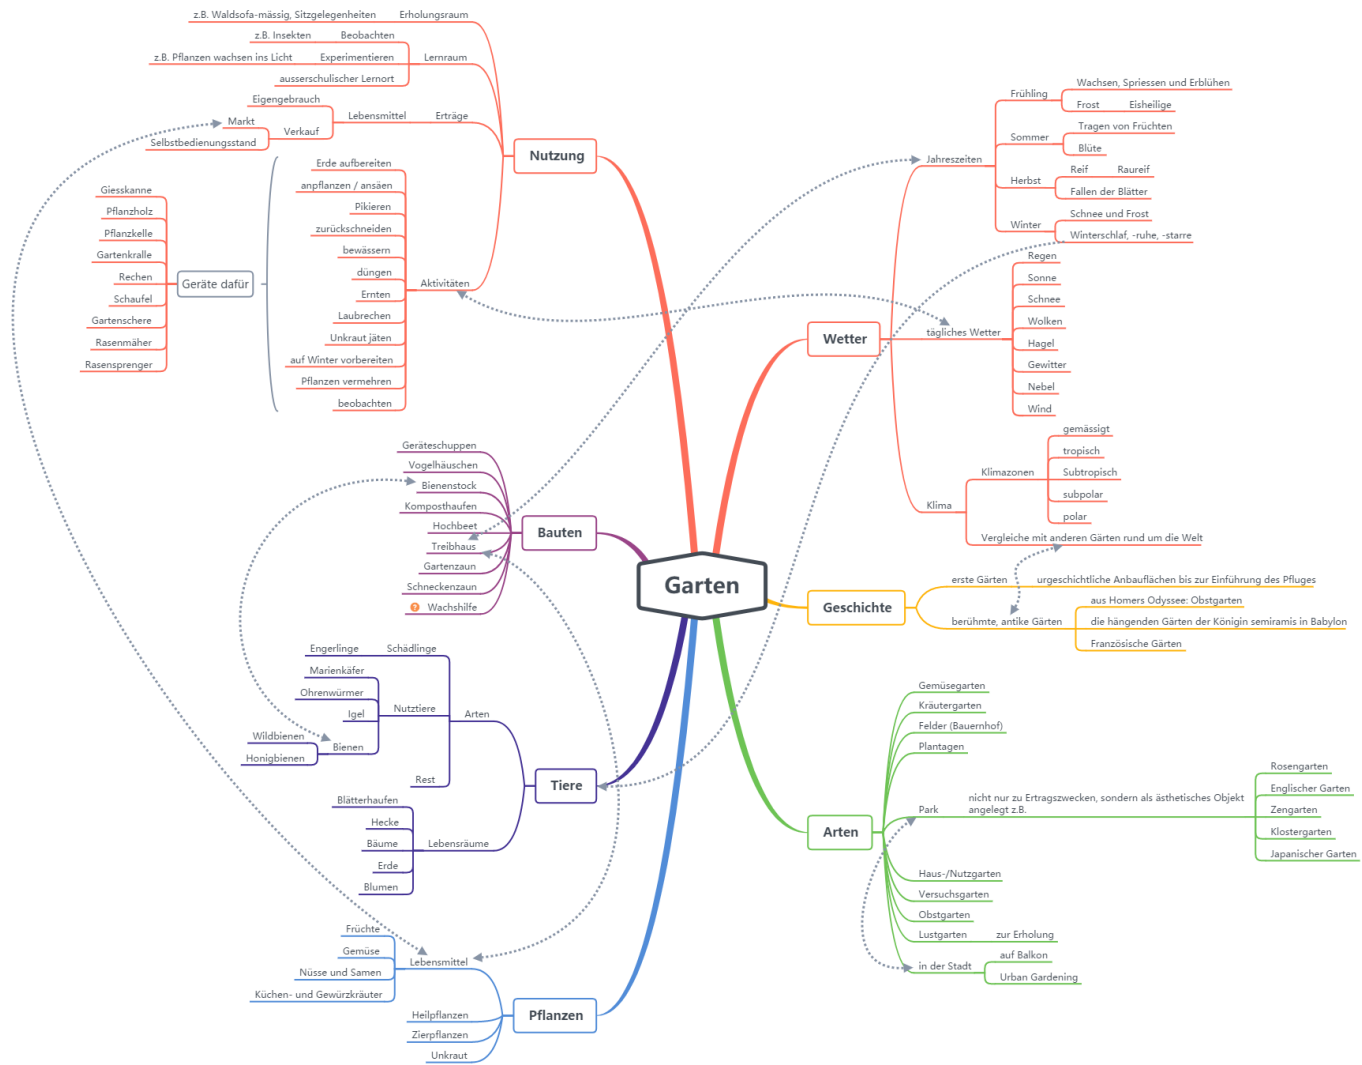 Garten
Nutzung
Erholungsraum
z.B. Waldsofa-mässig, Sitzgelegenheiten
Lernraum
Beobachten
z.B. Insekten
Experimentieren
z.B. Pflanzen wachsen ins Licht
ausserschulischer Lernort
Erträge
Lebensmittel
Eigengebrauch
Verkauf
Markt
Selbstbedienungsstand
Aktivitäten
Erde aufbereiten
anpflanzen / ansäen
Pikieren
zurückschneiden
bewässern
düngen
Ernten
Laubrechen
Unkraut jäten
auf Winter vorbereiten
Pflanzen vermehren
beobachten
Geräte dafür
Giesskanne
Pflanzholz
Pflanzkelle
Gartenkralle
Rechen
Schaufel
Gartenschere
Rasenmäher
Rasensprenger
Bauten
Geräteschuppen
Vogelhäuschen
Bienenstock
Komposthaufen
Hochbeet
Treibhaus
Gartenzaun
Schneckenzaun
? Wachshilfe
Tiere
Arten
Schädlinge
Engerlinge
Nutztiere
Marienkäfer
Ohrenwürmer
Igel
Bienen
Wildbienen
Honigbienen
Rest
Lebensräume
Blätterhaufen
Hecke
Bäume
Erde
Blumen
Pflanzen
Lebensmittel
Früchte
Gemüse
Nüsse und Samen
Küchen- und Gewürzkräuter
Heilpflanzen
Zierpflanzen
Unkraut
Wetter
Jahreszeiten
Frühling
Wachsen, Spriessen und Erblühen
Frost
Eisheilige
Sommer
Tragen von Früchten
Blüte
Herbst
Reif
Raureif
Fallen der Blätter
Winter
Schnee und Frost
Winterschlaf, -ruhe, -starre
tägliches Wetter
Regen
Sonne
Schnee
Wolken
Hagel
Gewitter
Nebel
Wind
Klima
Klimazonen
gemässigt
tropisch
Subtropisch
subpolar
polar
Vergleiche mit anderen Gärten rund um die Welt
Geschichte
erste Gärten
urgeschichtliche Anbauflächen bis zur Einführung des Pfluges
berühmte, antike Gärten
aus Homers Odyssee: Obstgarten
die hängenden Gärten der Königin semiramis in Babylon
Französische Gärten
Arten
Gemüsegarten
Kräutergarten
Felder (Bauernhof)
Plantagen
Park
nicht nur zu Ertragszwecken, sondern als ästhetisches Objekt
angelegt z.B.
Rosengarten
Englischer Garten
Zengarten
Klostergarten
Japanischer Garten
Haus-/Nutzgarten
Versuchsgarten
Obstgarten
Lustgarten
zur Erholung
in der Stadt
auf Balkon
Urban Gardening